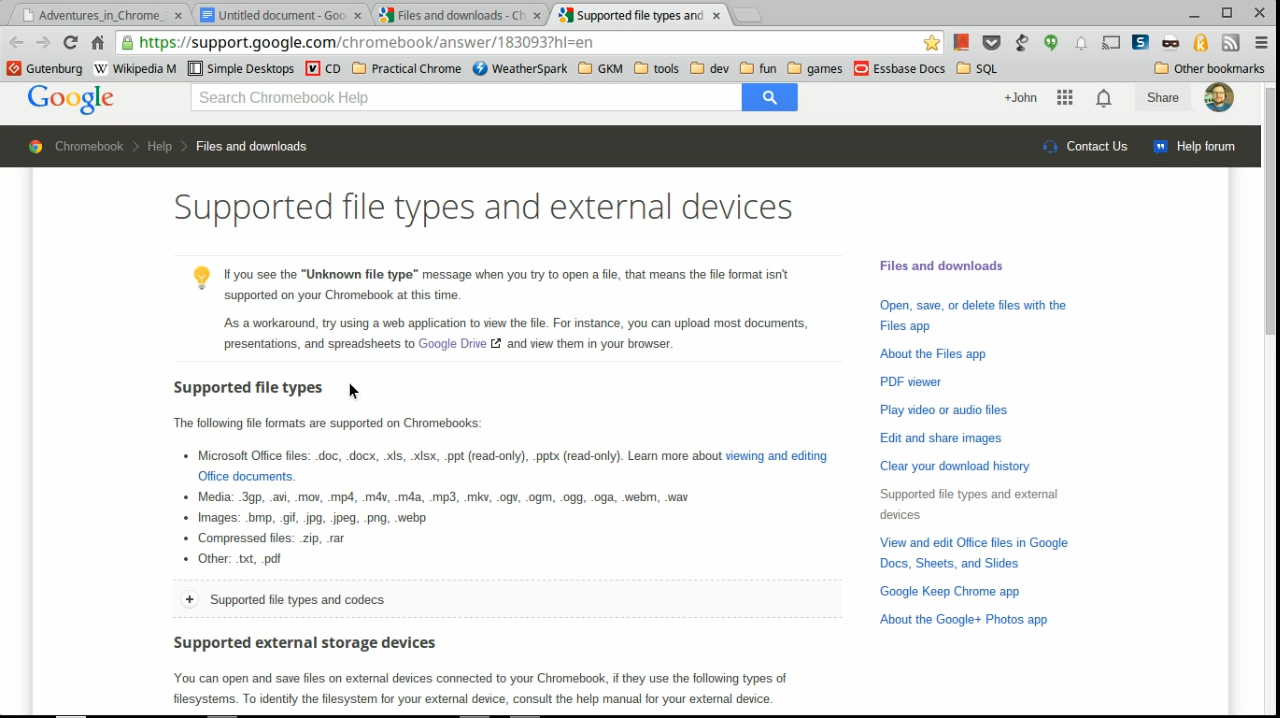 Adventures_in_Chrome_
Untitled document - Goo
Files and downloads - Ch
Supported file types and
https://support.google.com/chromebook/answer/183093?hl=en
Gutenburg
Wikipedia M
Simple Desktops
CD
Practical Chrome
WeatherSpark
GKM
tools
dev
fun
games
Essbase Docs
SQL
Other bookmarks
Google
Search Chromebook Help
+John
Share
Chromebook
Help
Files and downloads
Contact Us
Help forum
Supported file types and external devices
If you see the "Unknown file type" message when you try to open a file, that means the file format isn't
supported on your Chromebook at this time.
As a workaround, try using a web application to view the file. For instance, you can upload most documents,
presentations, and spreadsheets to Google Drive and view them in your browser.
Supported file types
The following file formats are supported on Chromebooks:
• Microsoft Office files: .doc, .docx, .xls, .xlsx, .ppt (read-only), .pptx (read-only). Learn more about viewing and editing
Office documents.
• Media: .3gp, .avi, .mov, .mp4, .m4v, .m4a, .mp3, .mkv, .ogv, .ogm, .ogg, .oga, .webm, .wav
• Images: .bmp, .gif, .jpg, .jpeg, .png, .webp
• Compressed files: .zip, .rar
• Other: .txt, .pdf
+ Supported file types and codecs
Supported external storage devices
You can open and save files on external devices connected to your Chromebook, if they use the following types of
filesystems. To identify the filesystem for your external device, consult the help manual for your external device.
Files and downloads
Open, save, or delete files with the
Files app
About the Files app
PDF viewer
Play video or audio files
Edit and share images
Clear your download history
Supported file types and external
devices
View and edit Office files in Google
Docs, Sheets, and Slides
Google Keep Chrome app
About the Google+ Photos app